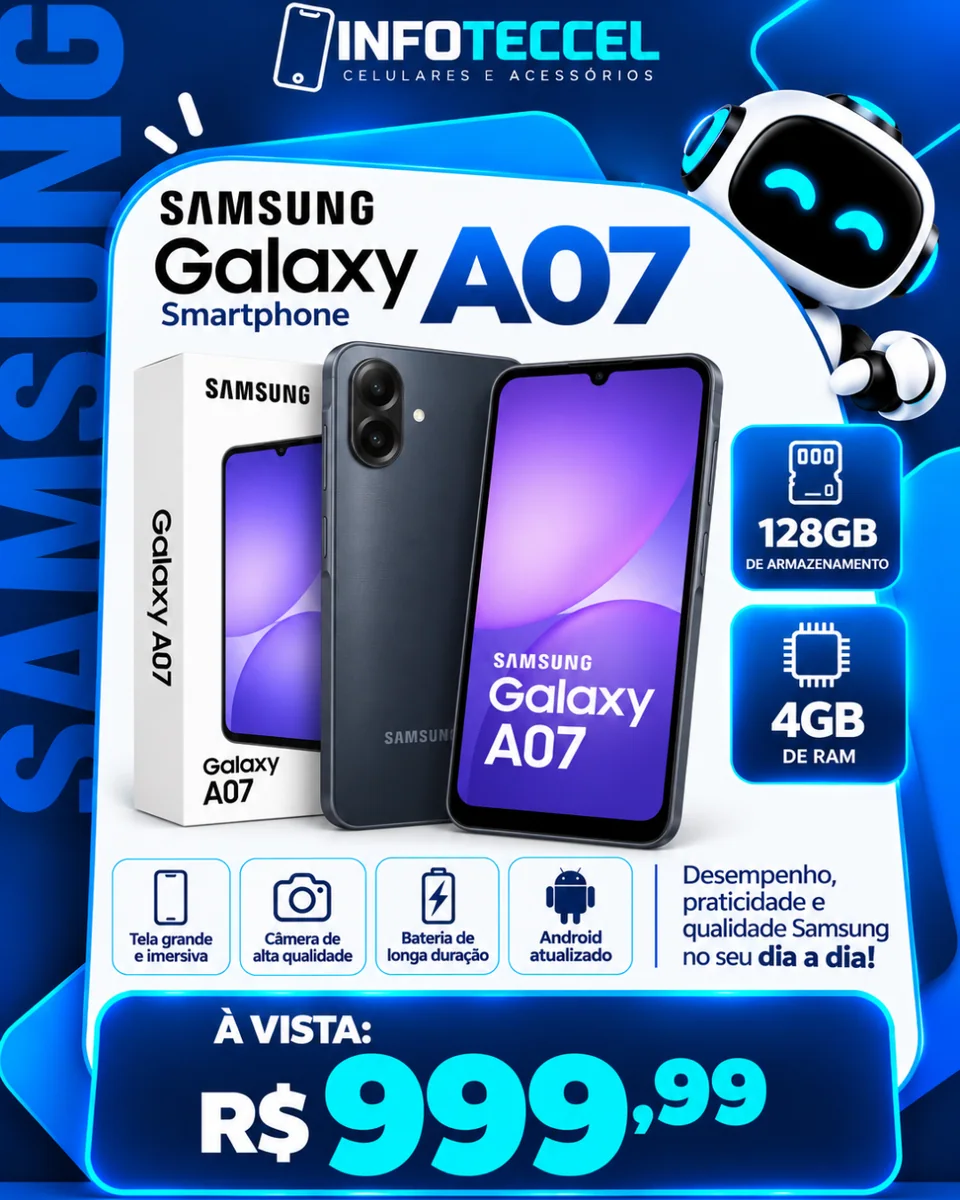 INFOTECCEL
CELULARES E ACESSÓRIOS
SAMSUNG
SAMSUNG
Galaxy A07
Smartphone
SAMSUNG
Galaxy A07
Galaxy
A07
SAMSUNG
SAMSUNG
Galaxy
A07
128GB
DE ARMAZENAMENTO
4GB
DE RAM
Tela grande
e imersiva
Câmera de
alta qualidade
Bateria de
longa duração
Android
atualizado
Desempenho,
praticidade e
qualidade Samsung
no seu dia a dia!
À VISTA:
R$999,99